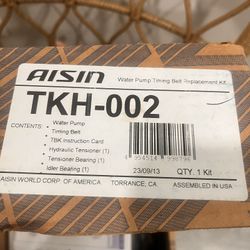 AISIN Water Pump Timing Belt Replacement Kit
TKH-002
CONTENTS: • Water Pump
• Timing Belt
• TBK Instruction Card
• Hydraulic Tensioner (1)
• Tensioner Bearing (1)
• Idler Bearing (1)
23/09/13 QTY. 1 Kit
AISIN WORLD CORP. OF AMERICA TORRANCE, CA ASSEMBLED IN USA